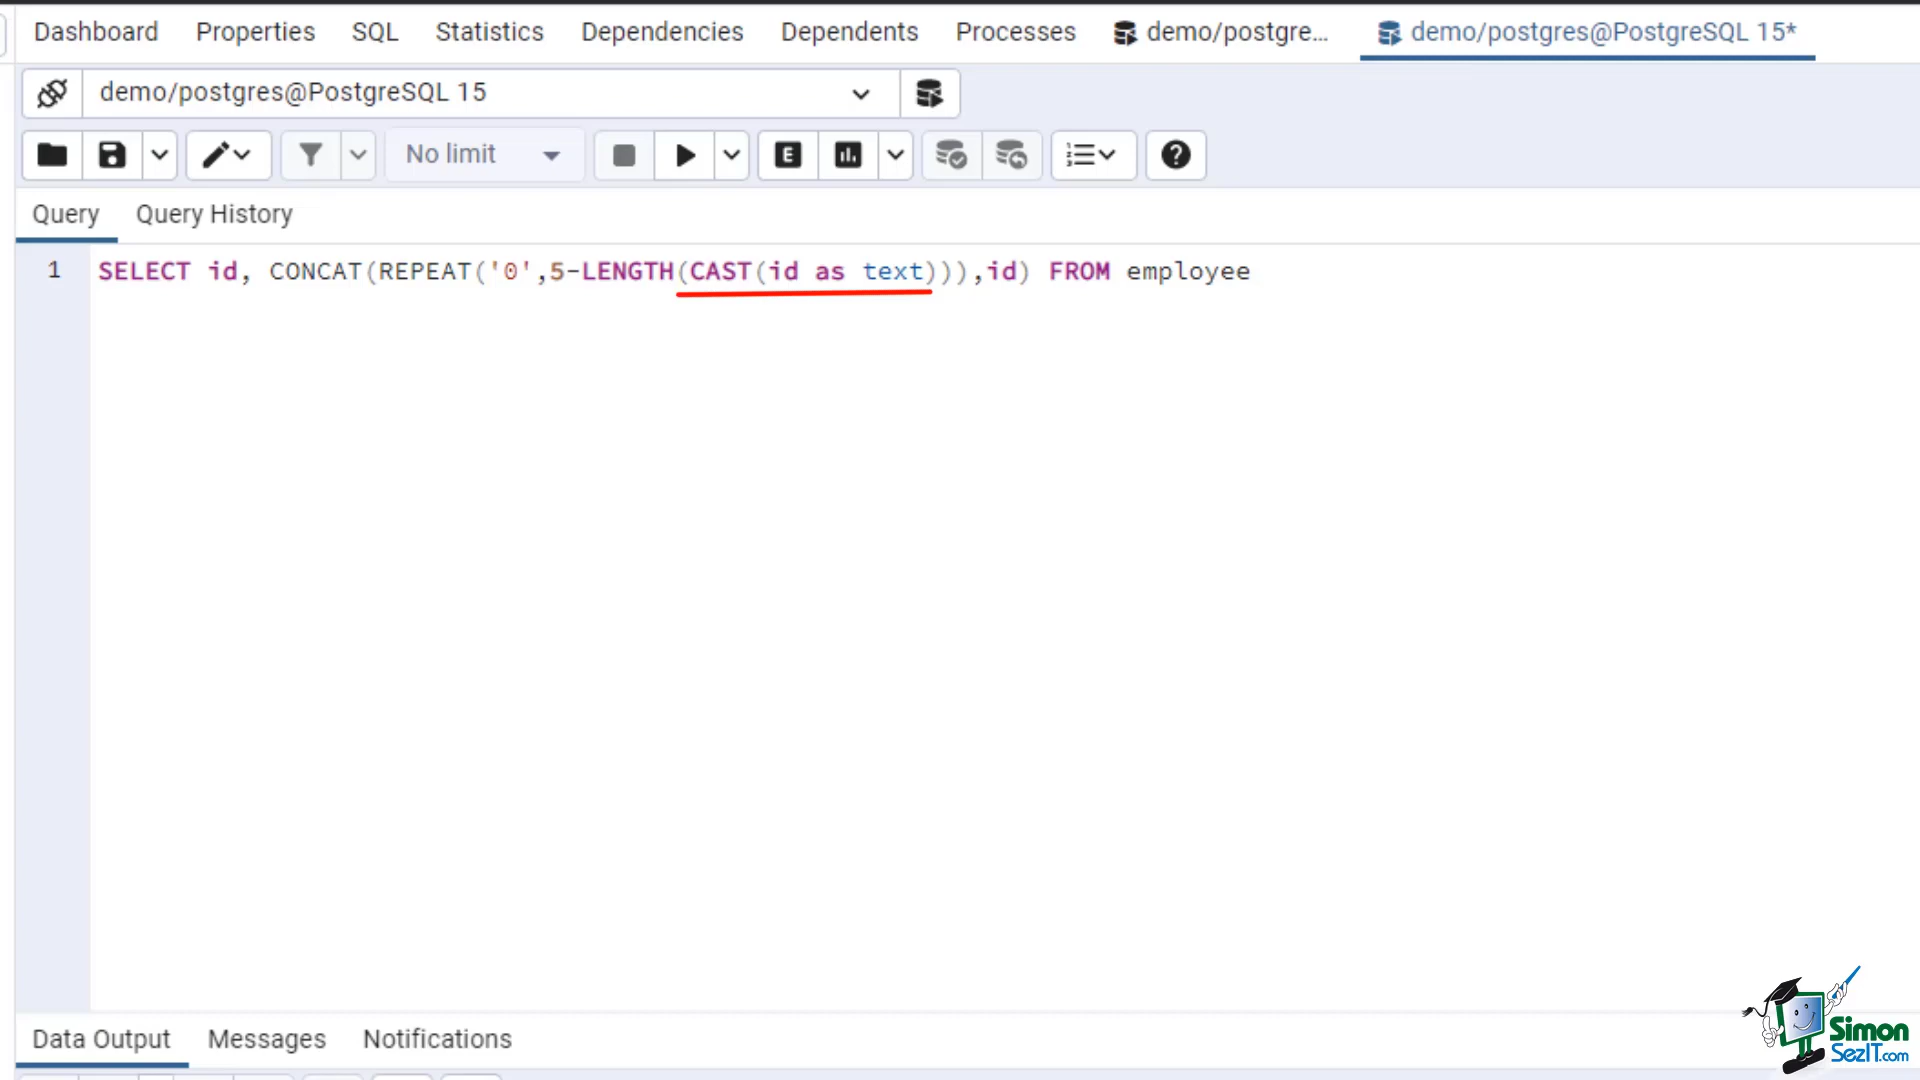 Dashboard Properties SQL Statistics Dependencies Dependents Processes demo/postgre... demo/postgres@PostgreSQL 15*
demo/postgres@PostgreSQL 15
No limit E ?
Query Query History
1 SELECT id, CONCAT(REPEAT('0',5-LENGTH(CAST(id as text))),id) FROM employee
Simon
SezIT.com
Data Output Messages Notifications